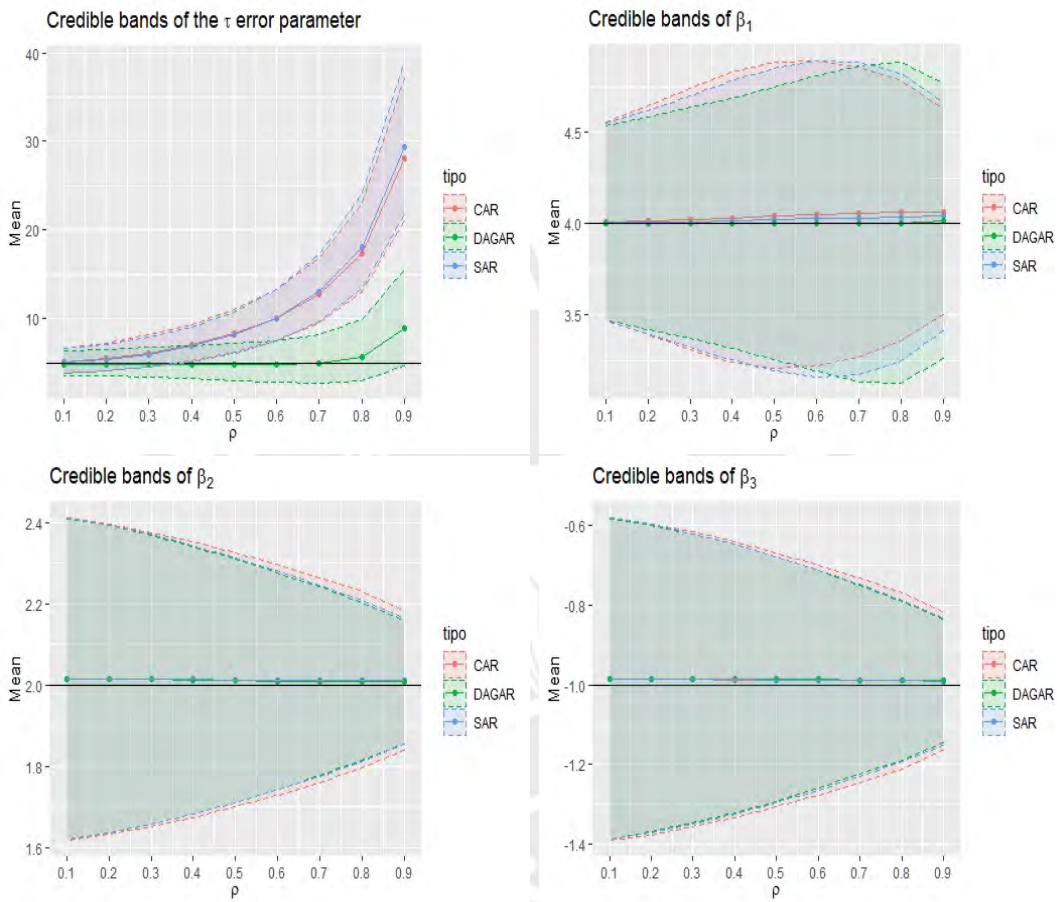 Credible bands of the τ error parameter
Mean
40
30
20
10
0.1 0.2 0.3 0.4 0.5 0.6 0.7 0.8 0.9
ρ
tipo
CAR
DAGAR
SAR
Credible bands of β1
Mean
4.5
4.0
3.5
0.1 0.2 0.3 0.4 0.5 0.6 0.7 0.8 0.9
ρ
tipo
CAR
DAGAR
SAR
Credible bands of β2
Mean
2.4
2.2
2.0
1.8
1.6
0.1 0.2 0.3 0.4 0.5 0.6 0.7 0.8 0.9
ρ
tipo
CAR
DAGAR
SAR
Credible bands of β3
Mean
-0.6
-0.8
-1.0
-1.2
-1.4
0.1 0.2 0.3 0.4 0.5 0.6 0.7 0.8 0.9
ρ
tipo
CAR
DAGAR
SAR